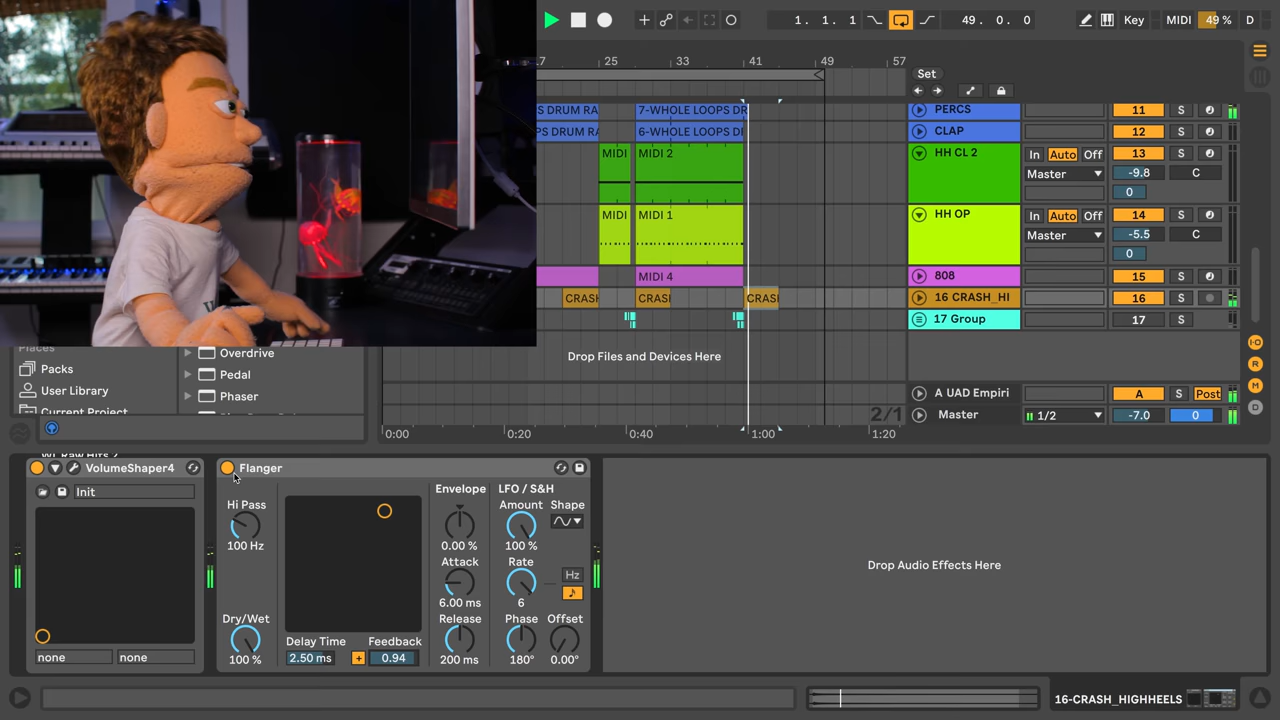 1. 1. 1
49. 0. 0
Key
MIDI
49 %
D
17
25
33
41
49
57
Set
S DRUM RA
7-WHOLE LOOPS DR
PERCS
11
S
PS DRUM RA
6-WHOLE LOOPS DI
CLAP
12
S
MIDI
MIDI 2
HH CL 2
In
Auto
Off
13
S
Master
-9.8
C
0
MIDI
MIDI 1
HH OP
In
Auto
Off
14
S
Master
-5.5
C
0
MIDI 4
808
15
S
CRASH
CRASI
CRASI
16 CRASH_HI
16
S
17 Group
17
S
Places
Packs
User Library
Current Project
Overdrive
Pedal
Phaser
Drop Files and Devices Here
A UAD Empiri
A
S
Post
2/1
Master
1/2
-7.0
0
I·O
R
M
D
0:00
0:20
0:40
1:00
1:20
VolumeShaper4
Init
none
none
Flanger
Hi Pass
100 Hz
Dry/Wet
100 %
Delay Time
2.50 ms
+
Feedback
0.94
Envelope
0.00 %
Attack
6.00 ms
Release
200 ms
LFO / S&H
Amount
100 %
Shape
Rate
6
Hz
Phase
180°
Offset
0.00°
Drop Audio Effects Here
16-CRASH_HIGHHEELS